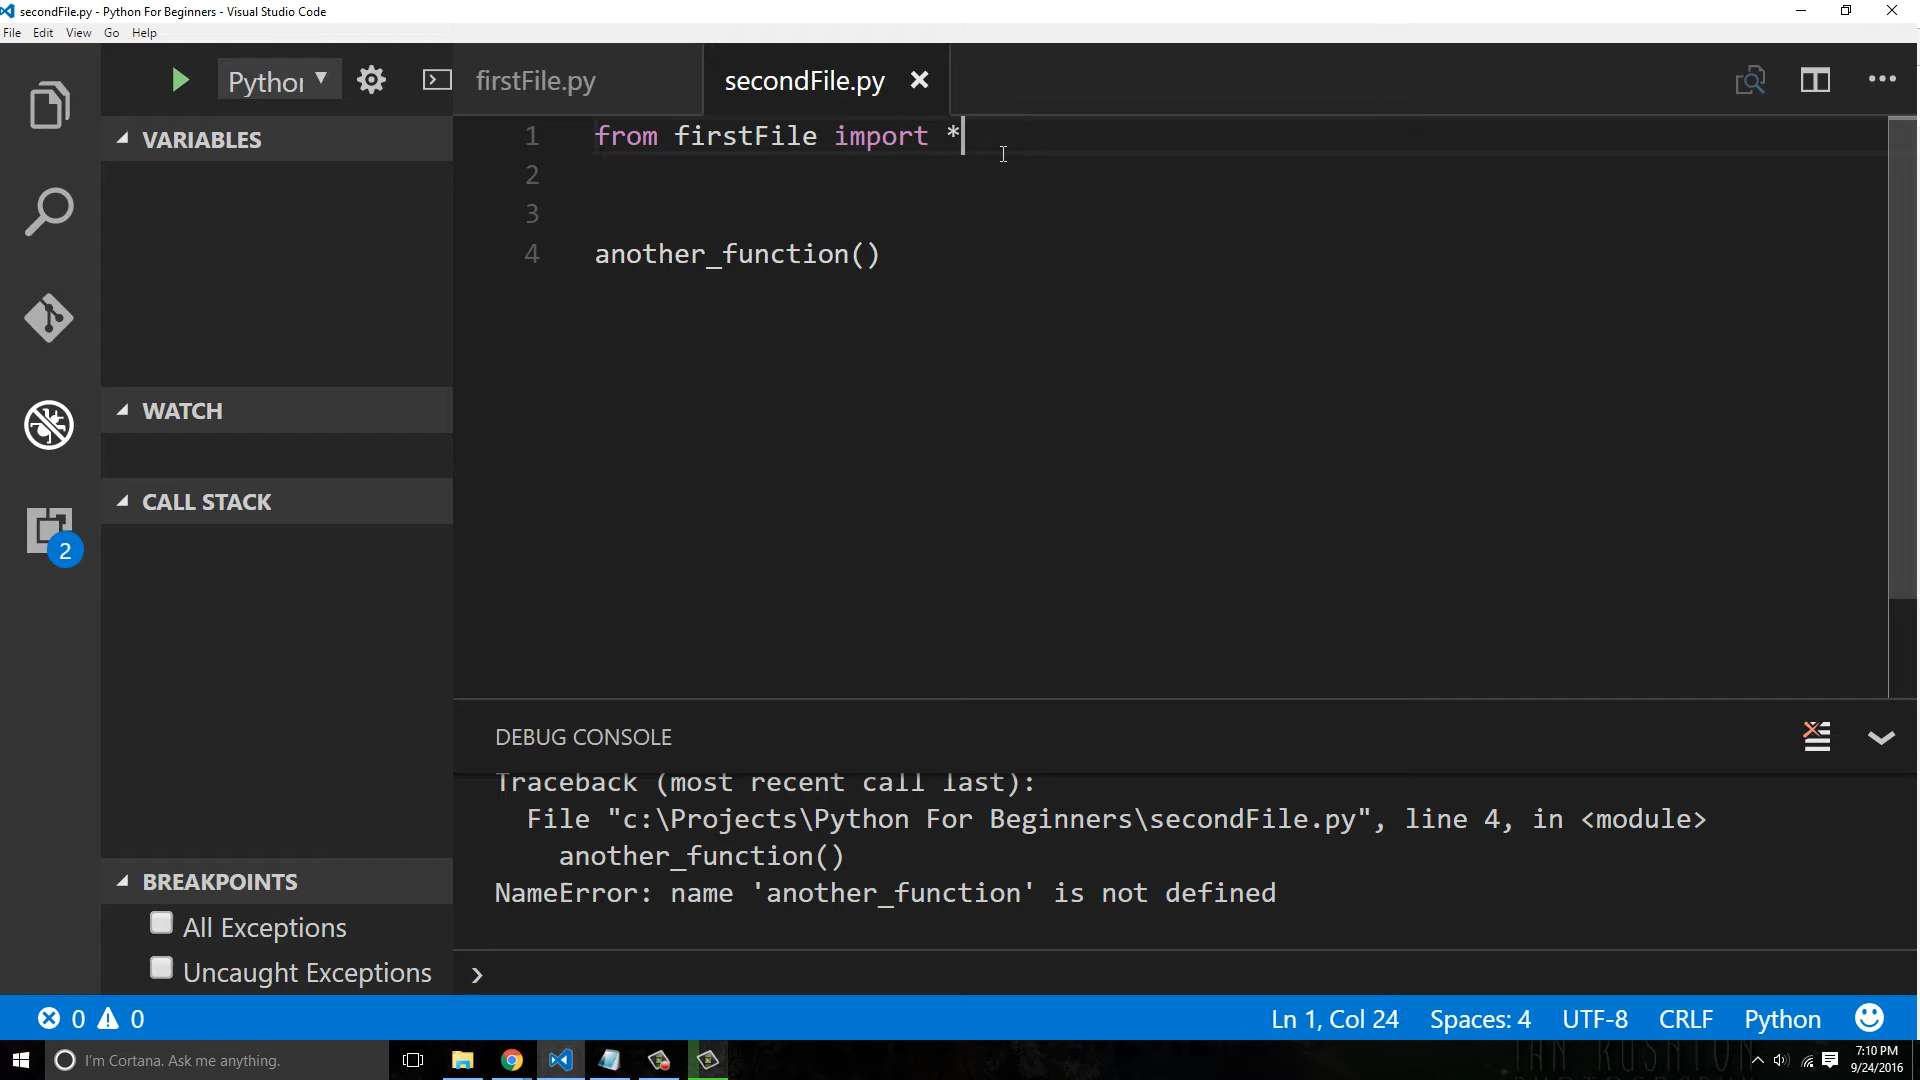 secondFile.py - Python For Beginners - Visual Studio Code
File Edit View Go Help
Pythor firstFile.py secondFile.py
VARIABLES
WATCH
CALL STACK
2
BREAKPOINTS
All Exceptions
Uncaught Exceptions
1 from firstFile import *
2
3
4 another_function()
DEBUG CONSOLE
Traceback (most recent call last):
File "c:\Projects\Python For Beginners\secondFile.py", line 4, in <module>
another_function()
NameError: name 'another_function' is not defined
0 0 Ln 1, Col 24 Spaces: 4 UTF-8 CRLF Python
I'm Cortana. Ask me anything.
IAN RUSHTON
7:10 PM
9/24/2016